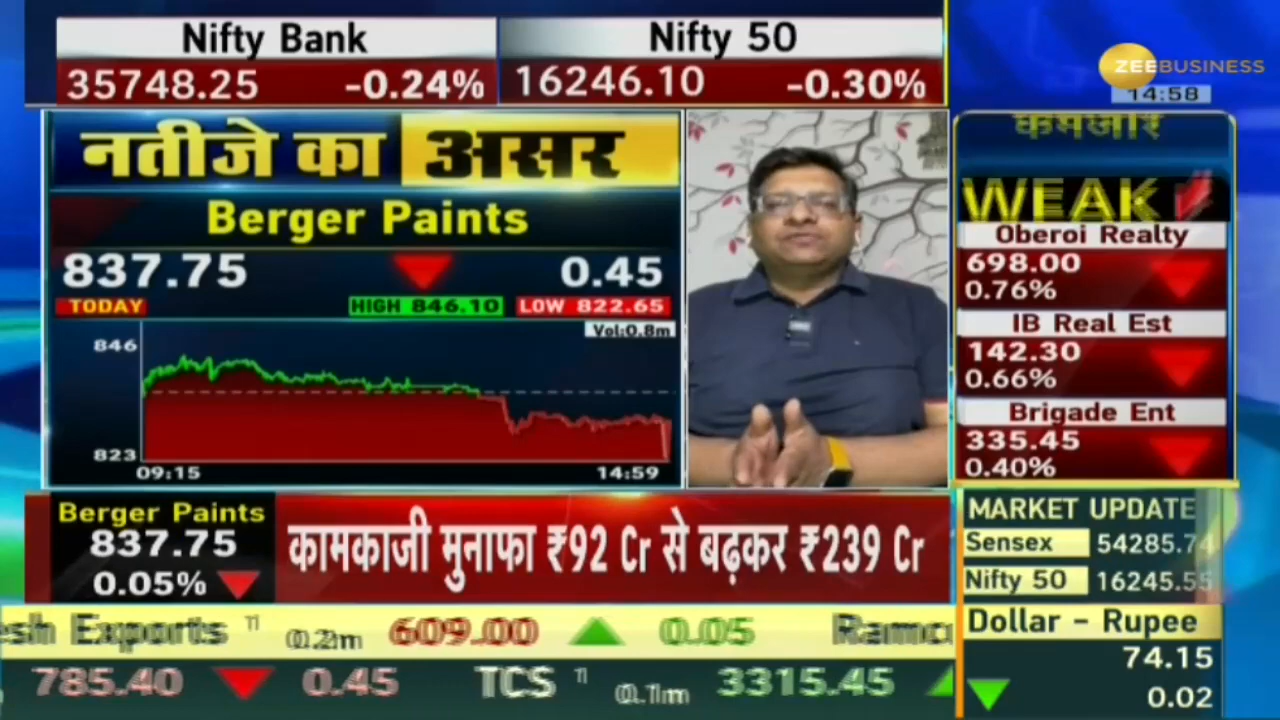 Nifty Bank
35748.25 -0.24%
Nifty 50
16246.10 -0.30%
ZEEBUSINESS
14:58
नतीजे का असर
Berger Paints
837.75 0.45
TODAY HIGH 846.10 LOW 822.65
Vol:0.8m
846
823
09:15 14:59
कमजोर
WEAK
Oberoi Realty
698.00
0.76%
IB Real Est
142.30
0.66%
Brigade Ent
335.45
0.40%
Berger Paints
837.75
0.05%
कामकाजी मुनाफा ₹92 Cr से बढ़कर ₹239 Cr
MARKET UPDATE
Sensex 54285.74
Nifty 50 16245.55
Dollar - Rupee
74.15
0.02
esh Exports T1 0.2m 609.00 0.05 Ramco
785.40 0.45 TCS T1 0.1m 3315.45